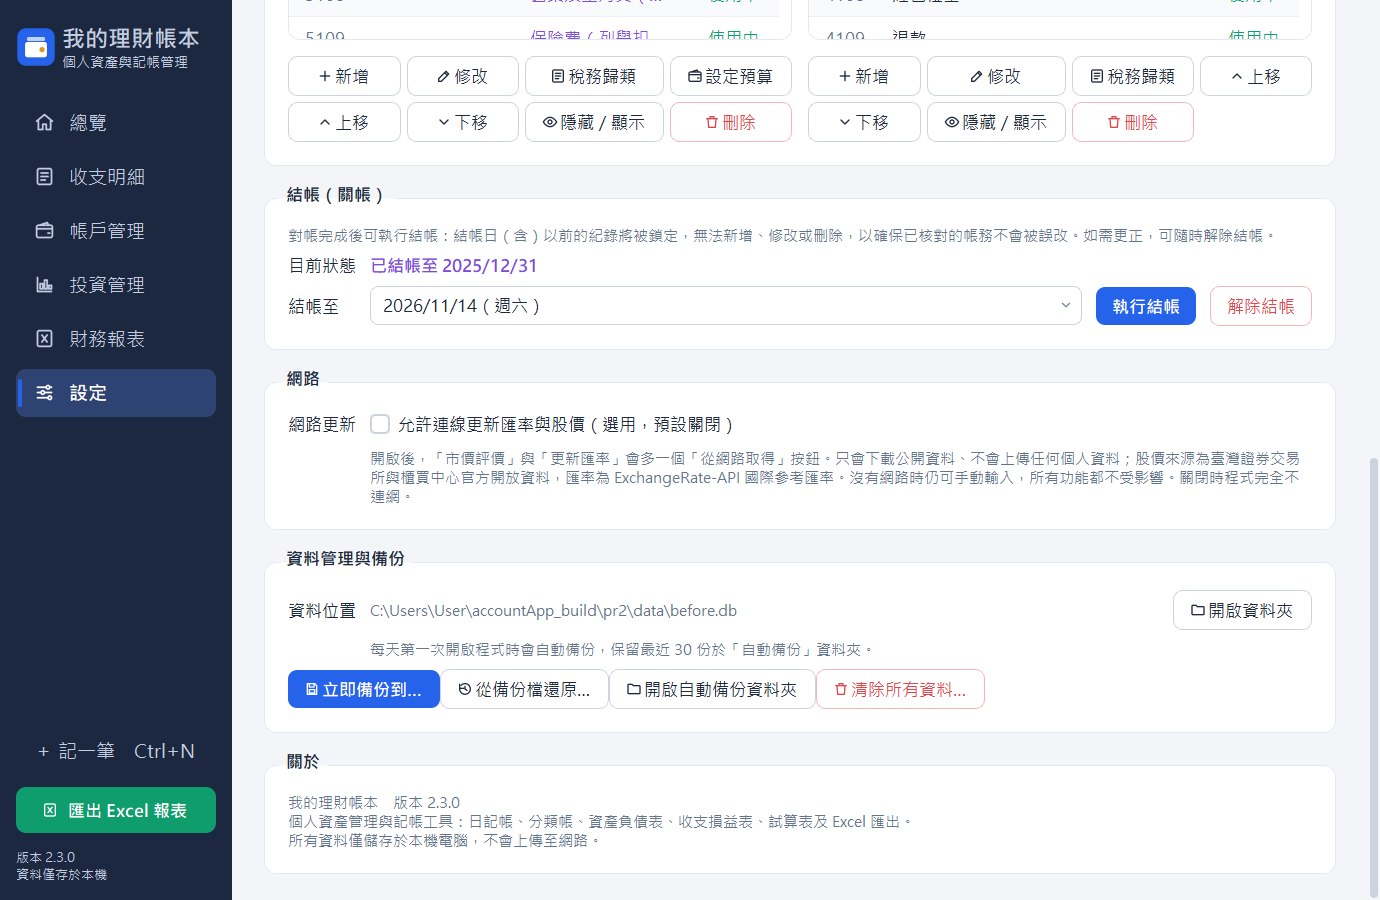 我的理財帳本
個人資產與記帳管理
總覽
收支明細
帳戶管理
投資管理
財務報表
設定
+ 記一筆 Ctrl+N
匯出 Excel 報表
版本 2.3.0
資料僅存於本機
5109 保險費(列舉扣 使用中
4109 退款 使用中
新增 修改 稅務歸類 設定預算
上移 下移 隱藏 / 顯示 刪除
新增 修改 稅務歸類 上移
下移 隱藏 / 顯示 刪除
結帳 ( 關帳 )
對帳完成後可執行結帳:結帳日(含)以前的紀錄將被鎖定,無法新增、修改或刪除,以確保已核對的帳務不會被誤改。如需更正,可隨時解除結帳。
目前狀態 已結帳至 2025/12/31
結帳至 2026/11/14 ( 週六 ) 執行結帳 解除結帳
網路
網路更新 允許連線更新匯率與股價 ( 選用,預設關閉 )
開啟後,「市價評價」與「更新匯率」會多一個「從網路取得」按鈕。只會下載公開資料、不會上傳任何個人資料;股價來源為臺灣證券交易
所與櫃買中心官方開放資料,匯率為 ExchangeRate-API 國際參考匯率。沒有網路時仍可手動輸入,所有功能都不受影響。關閉時程式完全不
連網。
資料管理與備份
資料位置 C:\Users\User\accountApp_build\pr2\data\before.db 開啟資料夾
每天第一次開啟程式時會自動備份,保留最近 30 份於「自動備份」資料夾。
立即備份到... 從備份檔還原... 開啟自動備份資料夾 清除所有資料...
關於
我的理財帳本 版本 2.3.0
個人資產管理與記帳工具:日記帳、分類帳、資產負債表、收支損益表、試算表及 Excel 匯出。
所有資料僅儲存於本機電腦,不會上傳至網路。